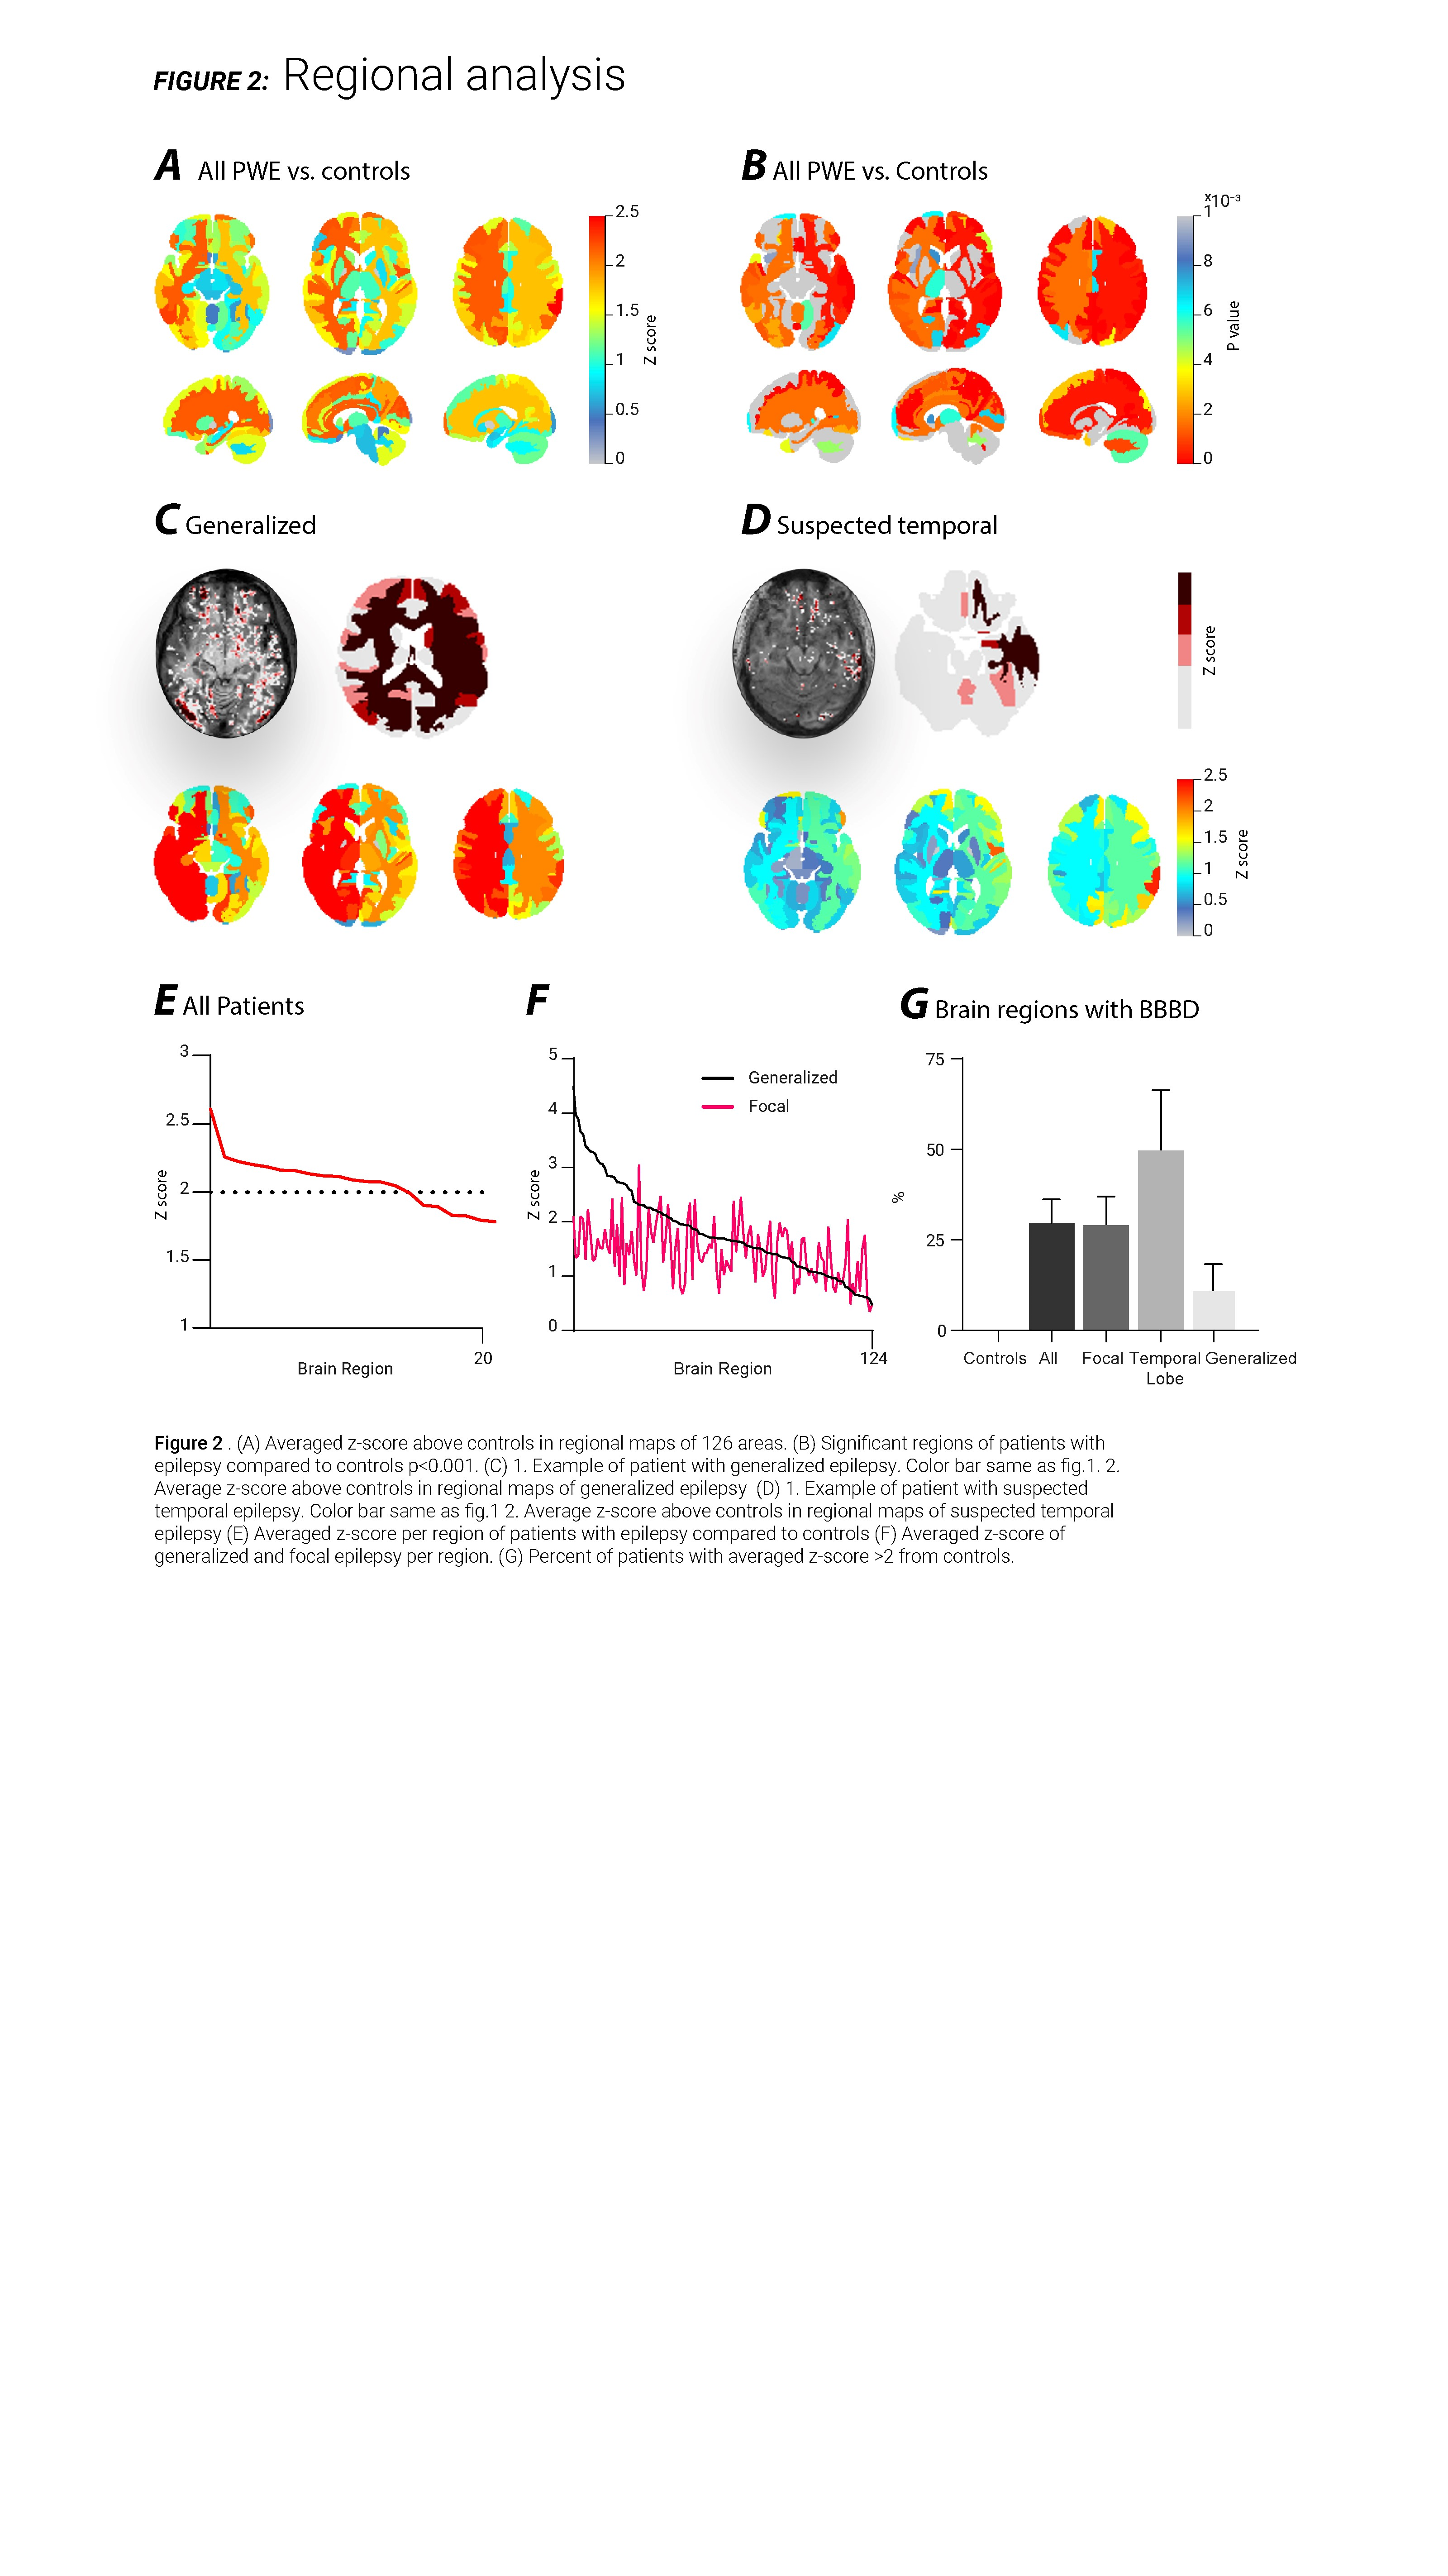 FIGURE 2: Regional analysis
A All PWE vs. controls
2.5
2
1.5
1
0.5
0
Z score
B All PWE vs. Controls
x10⁻³
1
8
6
4
2
0
P value
C Generalized
D Suspected temporal
Z score
2.5
2
1.5
1
0.5
0
Z score
E All Patients
3
2.5
2
1.5
1
Z score
20
Brain Region
F
5
4
3
2
1
0
Z score
Generalized
Focal
124
Brain Region
G Brain regions with BBBD
75
50
25
0
%
Controls All Focal Temporal Generalized
Lobe
Figure 2 . (A) Averaged z-score above controls in regional maps of 126 areas. (B) Significant regions of patients with
epilepsy compared to controls p<0.001. (C) 1. Example of patient with generalized epilepsy. Color bar same as fig.1. 2.
Average z-score above controls in regional maps of generalized epilepsy (D) 1. Example of patient with suspected
temporal epilepsy. Color bar same as fig.1 2. Average z-score above controls in regional maps of suspected temporal
epilepsy (E) Averaged z-score per region of patients with epilepsy compared to controls (F) Averaged z-score of
generalized and focal epilepsy per region. (G) Percent of patients with averaged z-score >2 from controls.